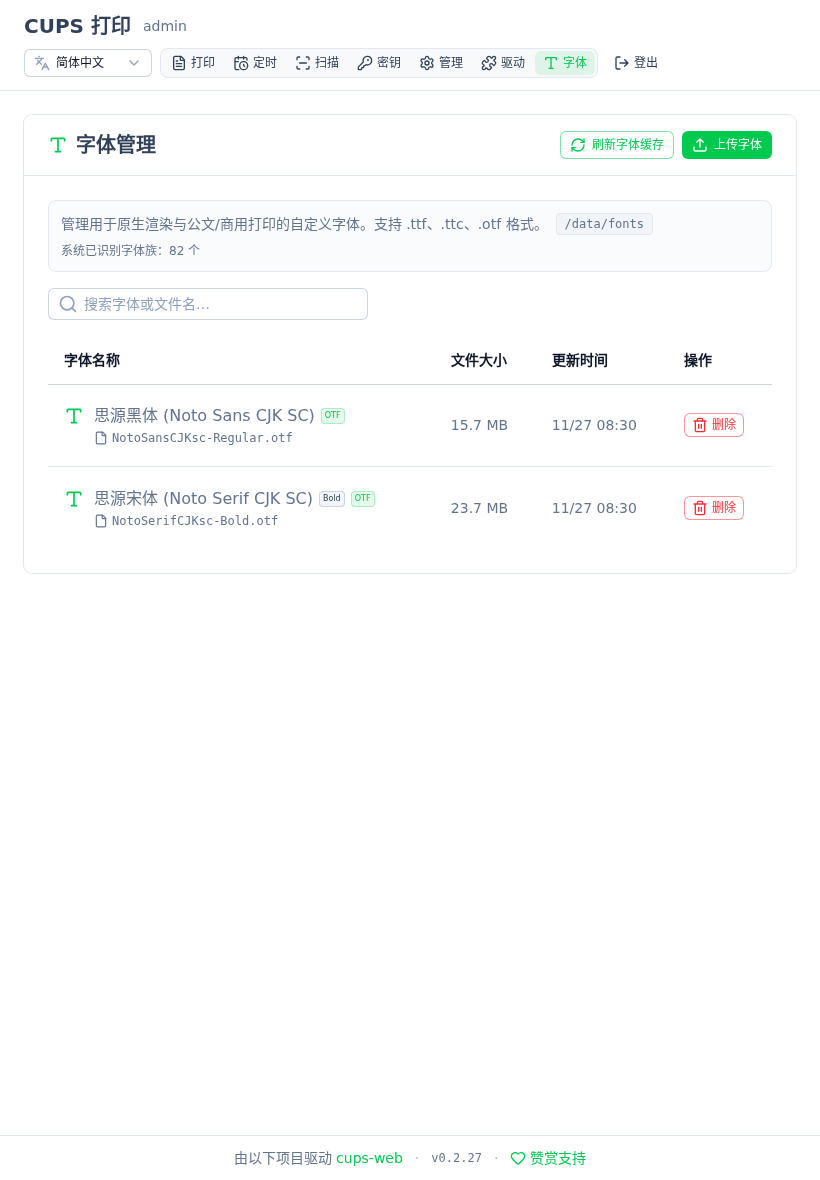 CUPS 打印 admin
简体中文 打印 定时 扫描 密钥 管理 驱动 字体 登出
字体管理 刷新字体缓存 上传字体
管理用于原生渲染与公文/商用打印的自定义字体。支持 .ttf、.ttc、.otf 格式。 /data/fonts
系统已识别字体族: 82 个
搜索字体或文件名...
字体名称 文件大小 更新时间 操作
思源黑体 (Noto Sans CJK SC) OTF
NotoSansCJKsc-Regular.otf
15.7 MB 11/27 08:30 删除
思源宋体 (Noto Serif CJK SC) Bold OTF
NotoSerifCJKsc-Bold.otf
23.7 MB 11/27 08:30 删除
由以下项目驱动 cups-web · v0.2.27 · 赞赏支持